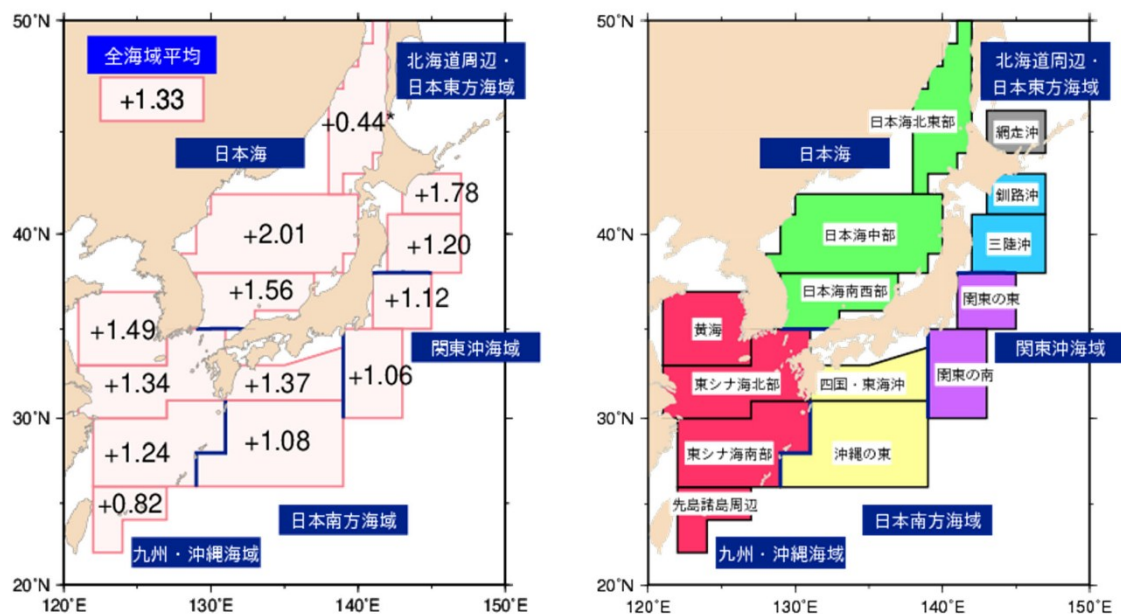 全海域平均
+1.33
北海道周辺・
日本東方海域
+0.44*
日本海
+1.78
+2.01
+1.20
+1.56
+1.12
+1.49
関東沖海域
+1.34
+1.37
+1.06
+1.24
+1.08
+0.82
日本南方海域
九州・沖縄海域
50°N
40°N
30°N
20°N
120°E
130°E
140°E
150°E
北海道周辺・
日本東方海域
日本海北東部
網走沖
日本海
釧路沖
日本海中部
三陸沖
日本海南西部
関東の東
黄海
関東沖海域
東シナ海北部
四国・東海沖
関東の南
東シナ海南部
沖縄の東
先島諸島周辺
日本南方海域
九州・沖縄海域
50°N
40°N
30°N
20°N
120°E
130°E
140°E
150°E